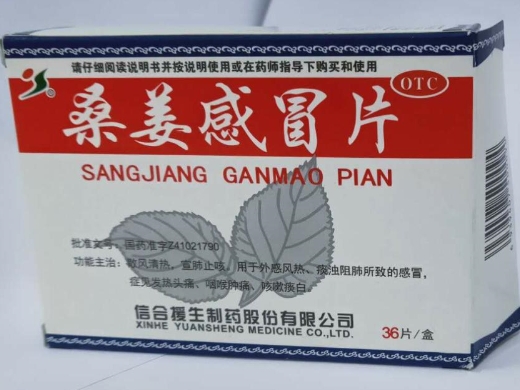 请仔细阅读说明书并按说明使用或在药师指导下购买和使用
OTC
桑姜感冒片
SANGJIANG GANMAO PIAN
批准文号：国药准字Z41021790
功能主治：散风清热，宣肺止咳。用于外感风热、痰浊阻肺所致的感冒，
症见发热头痛、咽喉肿痛、咳嗽痰白。
信合援生制药股份有限公司
XINHE YUANSHENG MEDICINE CO.,LTD.
36片/盒